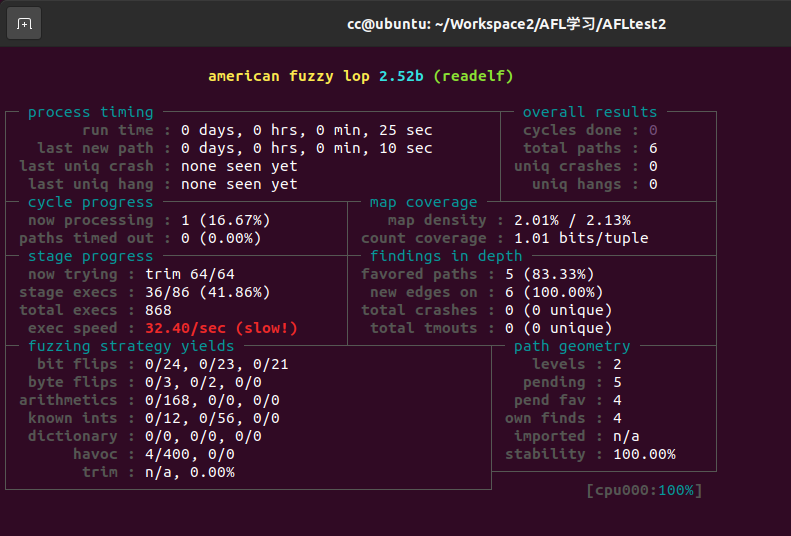 cc@ubuntu: ~/Workspace2/AFL学习/AFLtest2
american fuzzy lop 2.52b (readelf)
process timing overall results
run time : 0 days, 0 hrs, 0 min, 25 sec cycles done : 0
last new path : 0 days, 0 hrs, 0 min, 10 sec total paths : 6
last uniq crash : none seen yet uniq crashes : 0
last uniq hang : none seen yet uniq hangs : 0
cycle progress map coverage
now processing : 1 (16.67%) map density : 2.01% / 2.13%
paths timed out : 0 (0.00%) count coverage : 1.01 bits/tuple
stage progress findings in depth
now trying : trim 64/64 favored paths : 5 (83.33%)
stage execs : 36/86 (41.86%) new edges on : 6 (100.00%)
total execs : 868 total crashes : 0 (0 unique)
exec speed : 32.40/sec (slow!) total tmouts : 0 (0 unique)
fuzzing strategy yields path geometry
bit flips : 0/24, 0/23, 0/21 levels : 2
byte flips : 0/3, 0/2, 0/0 pending : 5
arithmetics : 0/168, 0/0, 0/0 pend fav : 4
known ints : 0/12, 0/56, 0/0 own finds : 4
dictionary : 0/0, 0/0, 0/0 imported : n/a
havoc : 4/400, 0/0 stability : 100.00%
trim : n/a, 0.00%
[cpu000:100%]